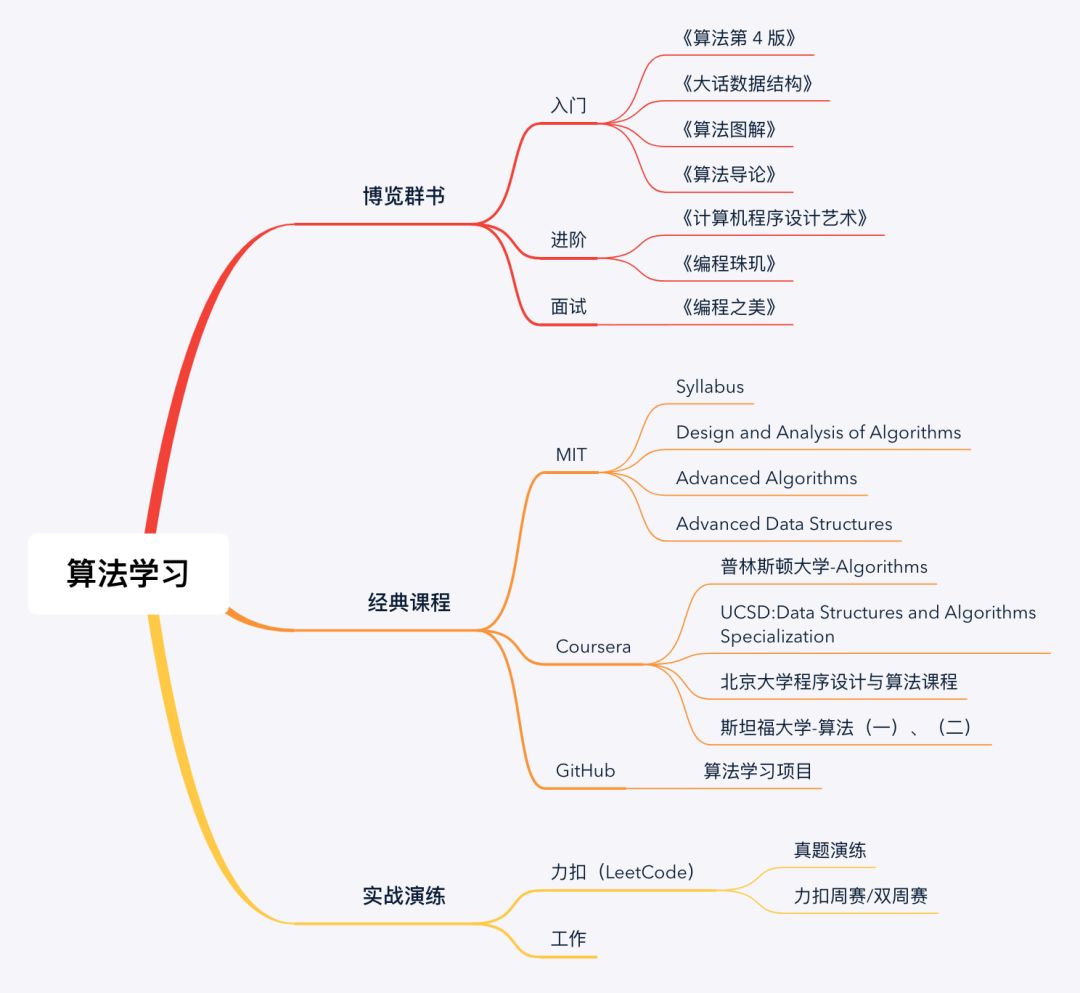 算法学习
博览群书
入门
《算法第 4 版》
《大话数据结构》
《算法图解》
《算法导论》
进阶
《计算机程序设计艺术》
《编程珠玑》
面试
《编程之美》
经典课程
MIT
Syllabus
Design and Analysis of Algorithms
Advanced Algorithms
Advanced Data Structures
Coursera
普林斯顿大学-Algorithms
UCSD:Data Structures and Algorithms
Specialization
北京大学程序设计与算法课程
斯坦福大学-算法（一）、（二）
GitHub
算法学习项目
实战演练
力扣（LeetCode）
真题演练
力扣周赛/双周赛
工作